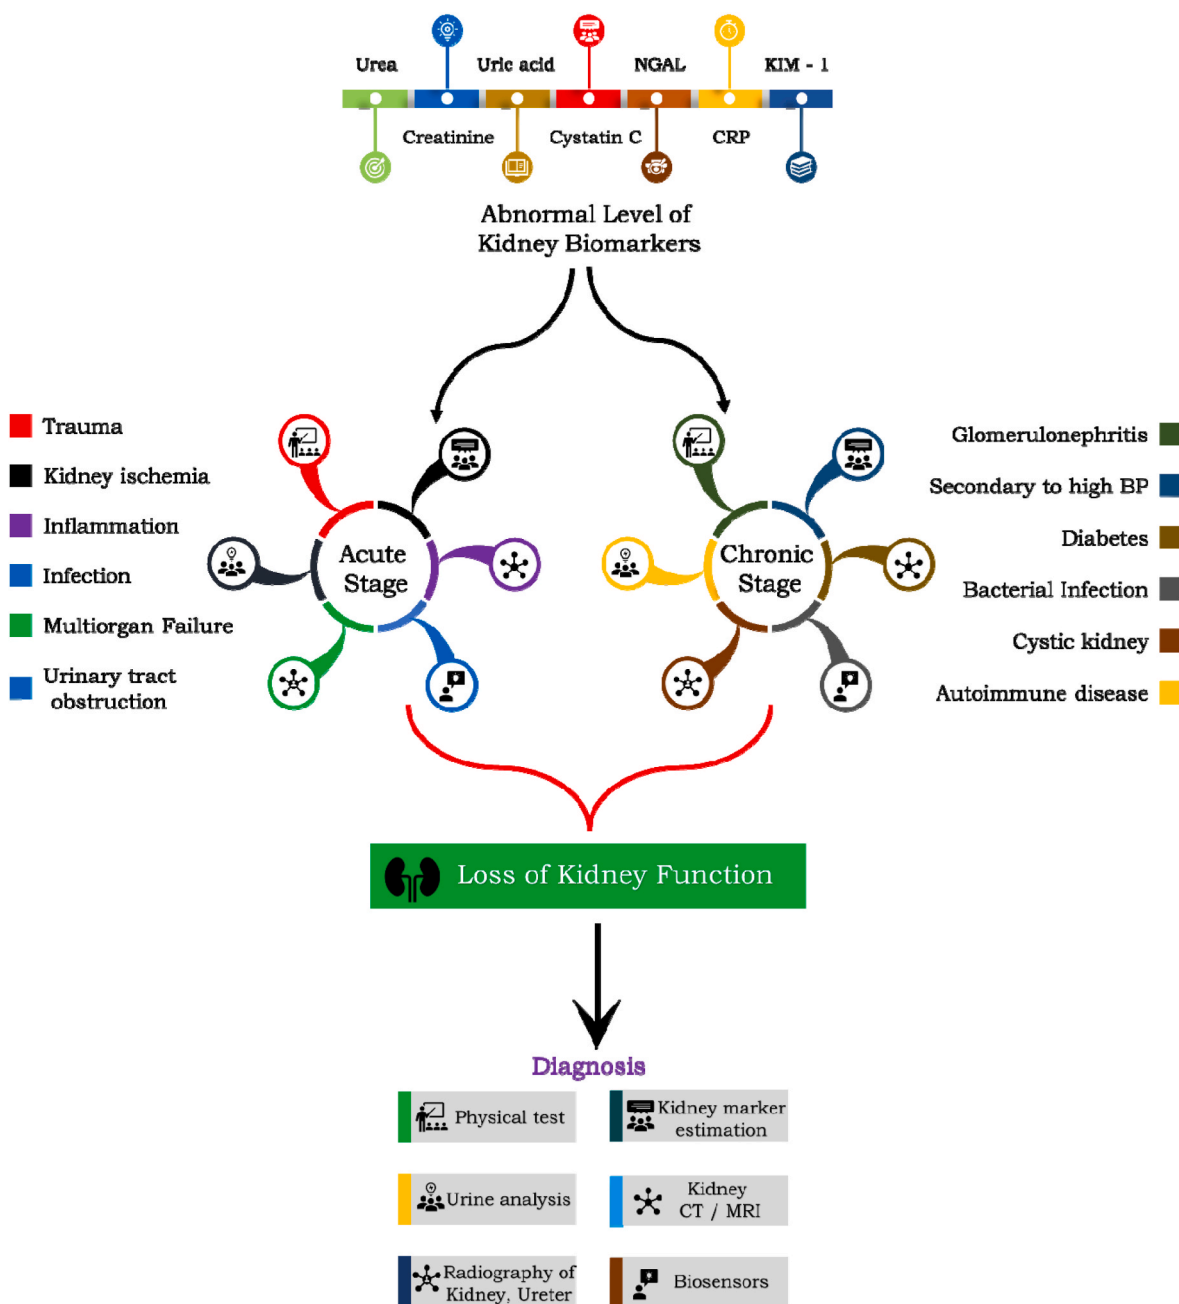 Urea
Uric acid
NGAL
KIM - 1
Creatinine
Cystatin C
CRP
Abnormal Level of
Kidney Biomarkers
Trauma
Kidney ischemia
Inflammation
Infection
Multiorgan Failure
Urinary tract
obstruction
Acute
Stage
Chronic
Stage
Glomerulonephritis
Secondary to high BP
Diabetes
Bacterial Infection
Cystic kidney
Autoimmune disease
Loss of Kidney Function
Diagnosis
Physical test
Kidney marker
estimation
Urine analysis
Kidney
CT / MRI
Radiography of
Kidney, Ureter
Biosensors